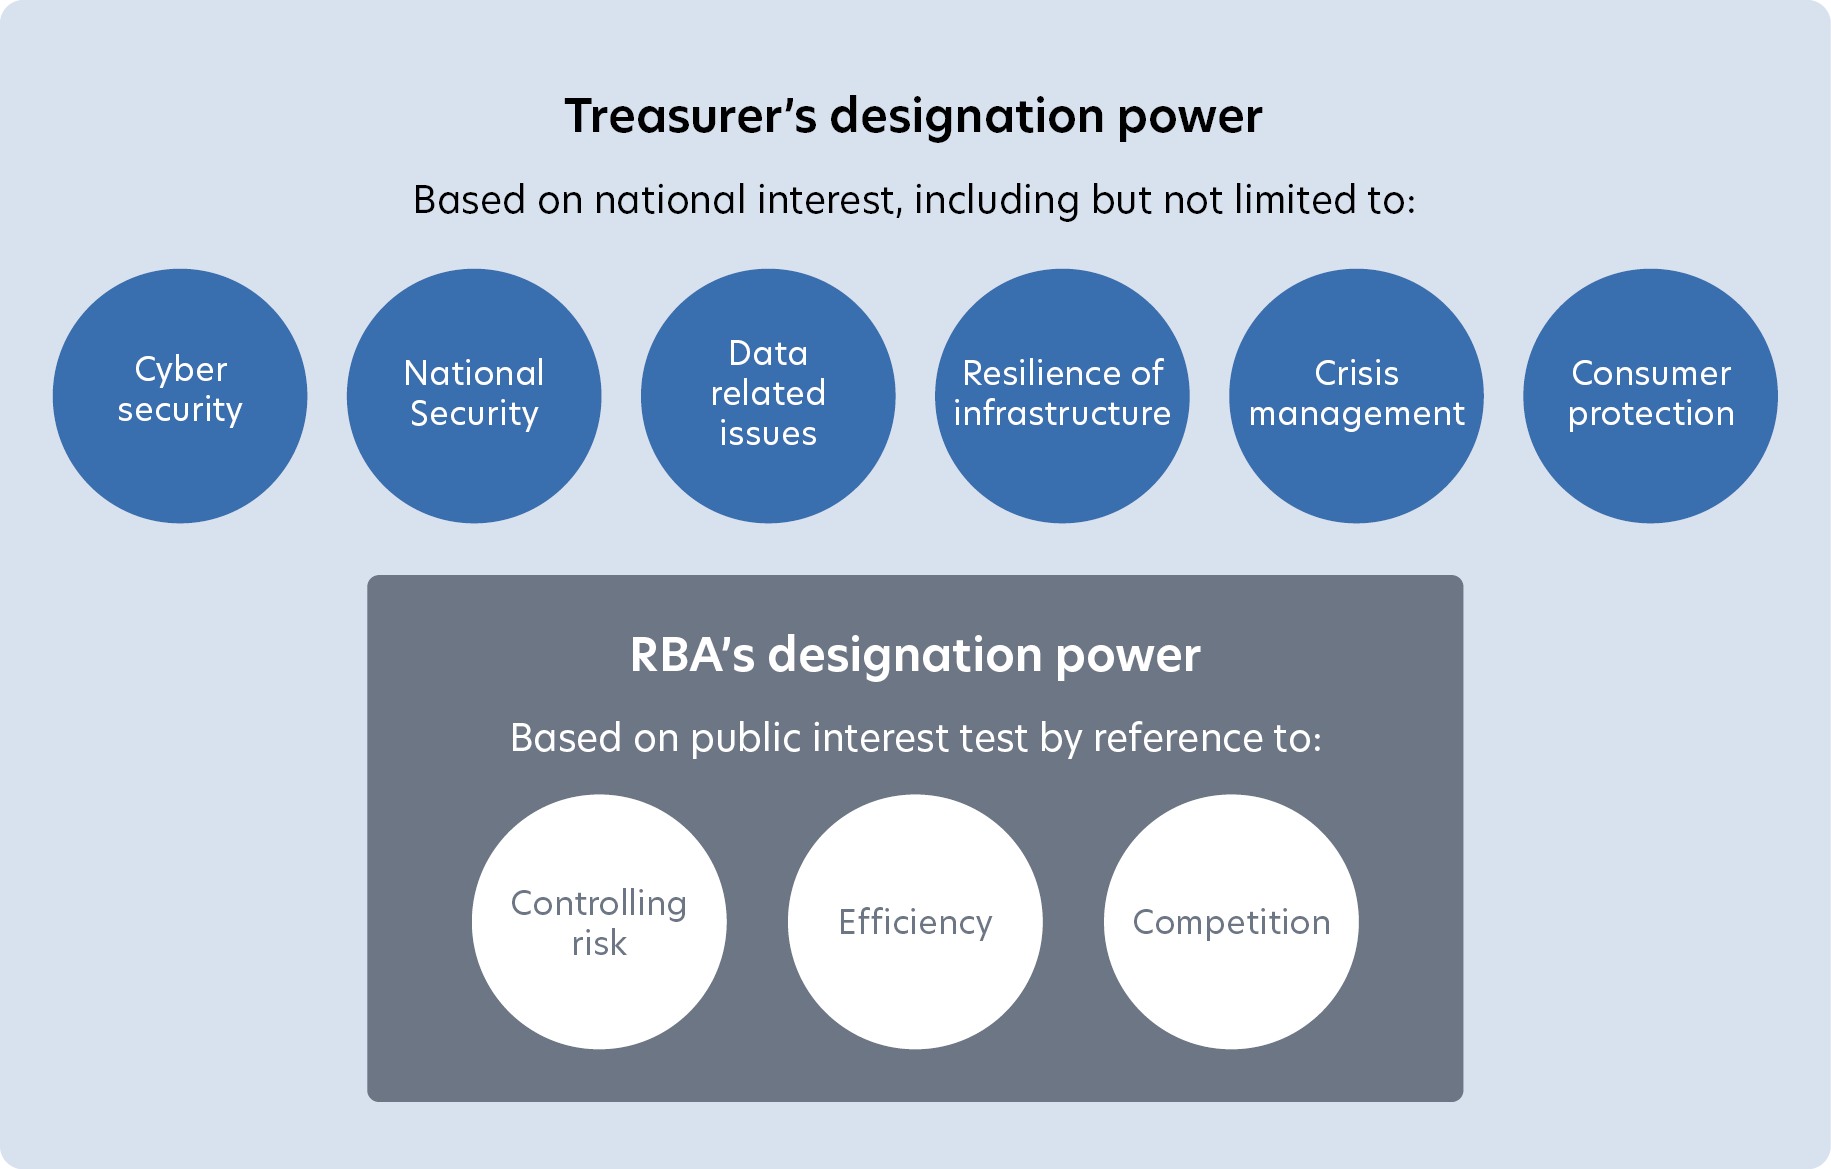 Treasurer’s designation power
Based on national interest, including but not limited to:
Cyber
security
National
Security
Data
related
issues
Resilience of
infrastructure
Crisis
management
Consumer
protection
RBA’s designation power
Based on public interest test by reference to:
Controlling
risk
Efficiency
Competition